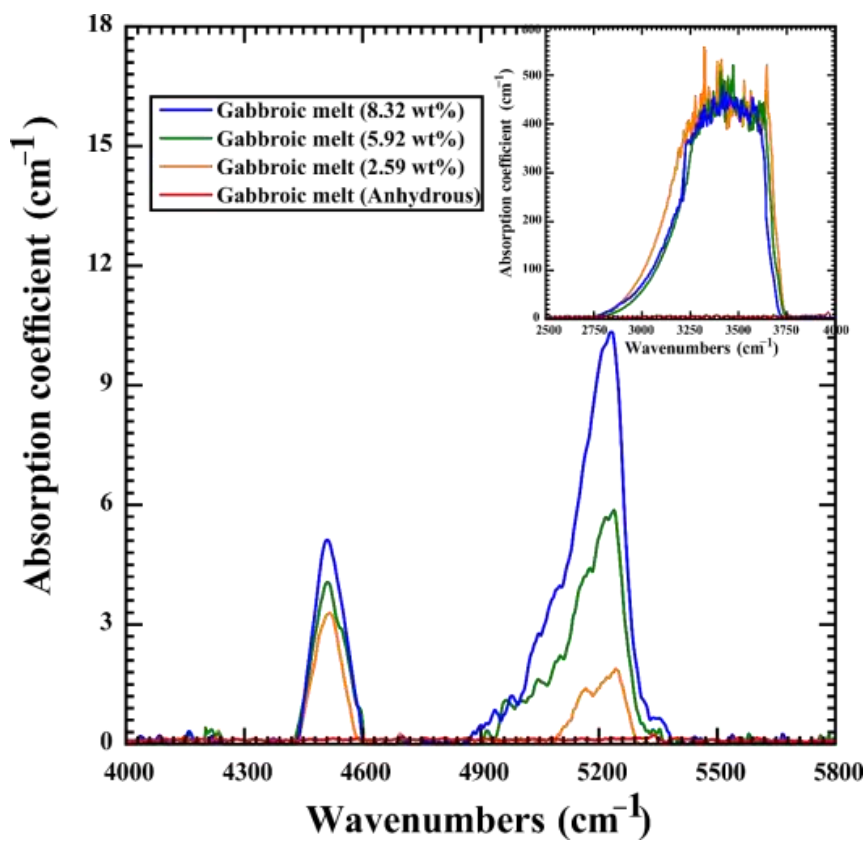 18
15
12
9
6
3
0
Absorption coefficient (cm⁻¹)
4000 4300 4600 4900 5200 5500 5800
Wavenumbers (cm⁻¹)
Gabbroic melt (8.32 wt%)
Gabbroic melt (5.92 wt%)
Gabbroic melt (2.59 wt%)
Gabbroic melt (Anhydrous)
600
500
400
300
200
100
0
Absorption coefficient (cm⁻¹)
2500 2750 3000 3250 3500 3750 4000
Wavenumbers (cm⁻¹)